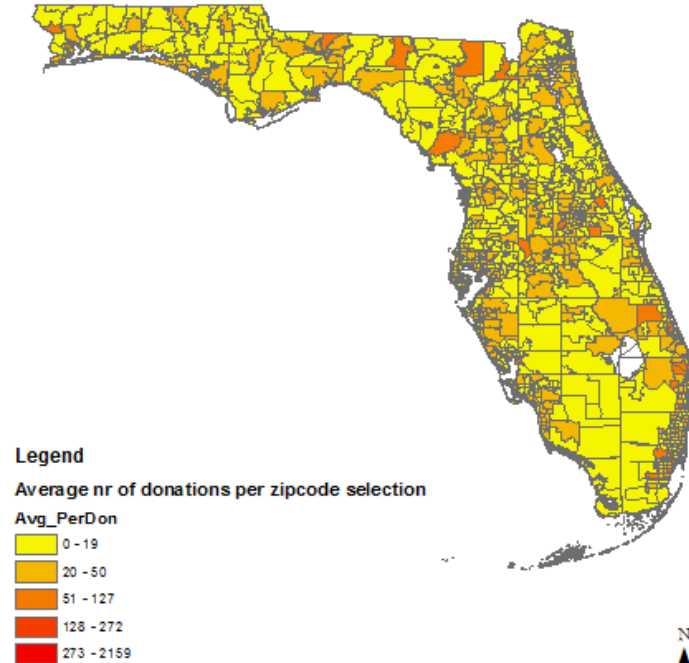 Legend
Average nr of donations per zipcode selection
Avg_PerDon
0 - 19
20 - 50
51 - 127
128 - 272
273 - 2159
N